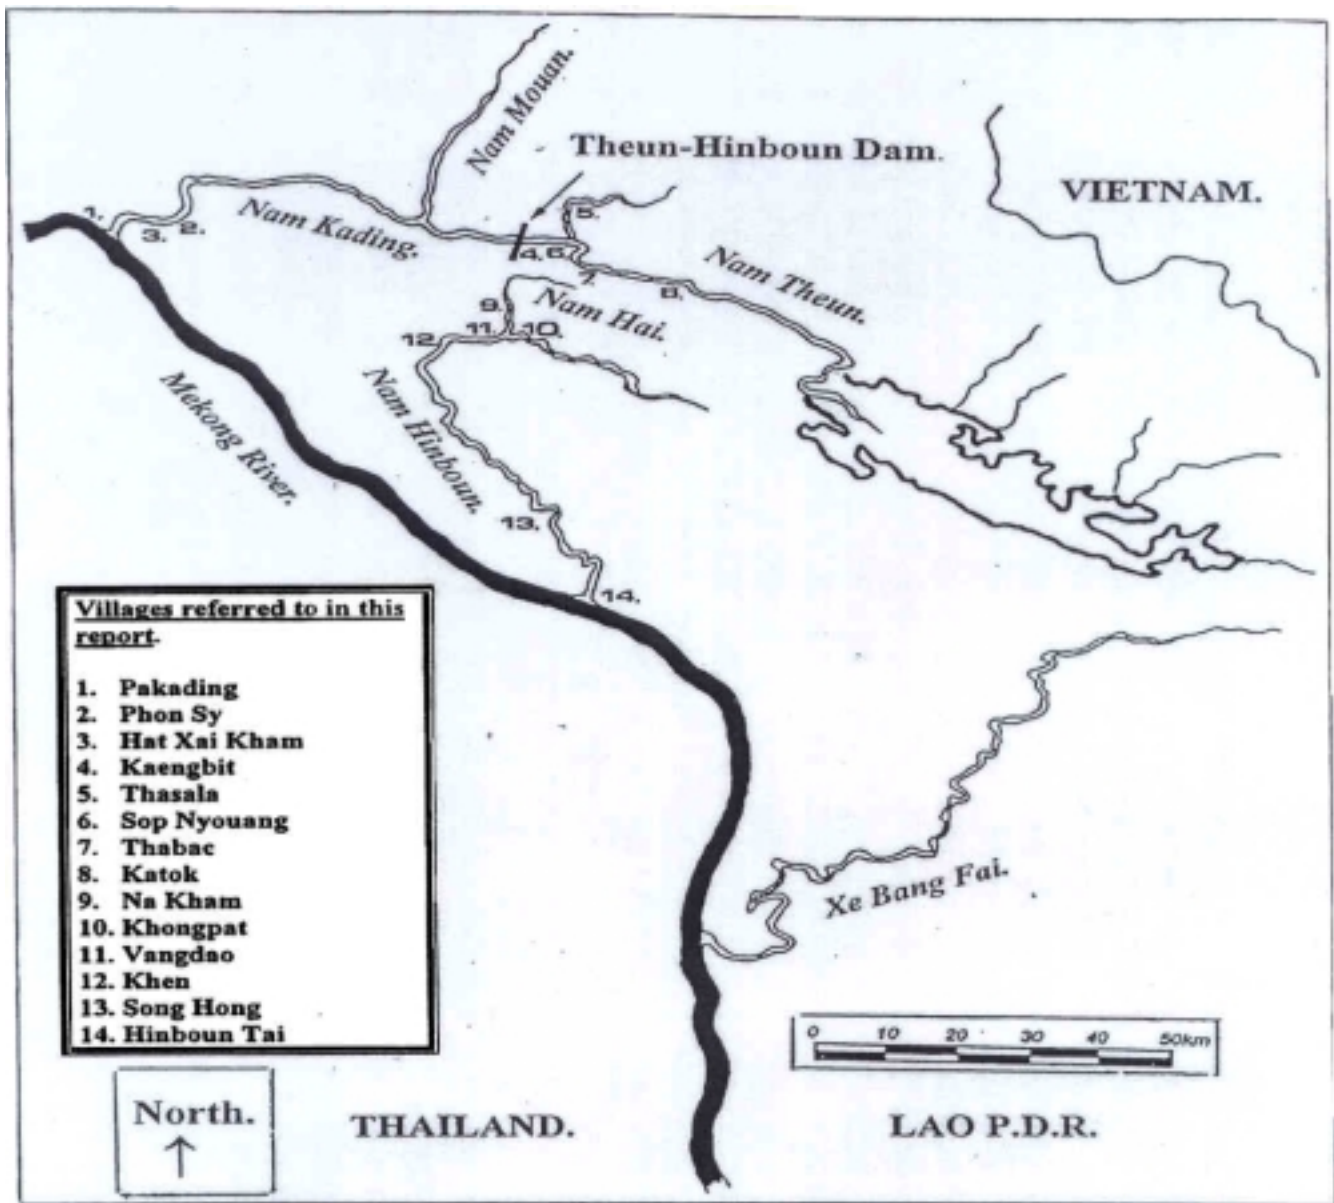 Nam Mouan.
Theun-Hinboun Dam.
VIETNAM.
1.
3.
2.
Nam Kading.
5.
4.
6.
7.
8.
Nam Theun.
9.
Nam Hai.
12
11
10.
Mekong River.
Nam Hinboun.
13.
14.
Villages referred to in this
report.
1. Pakading
2. Phon Sy
3. Hat Xai Kham
4. Kaengbit
5. Thasala
6. Sop Nyouang
7. Thabac
8. Katok
9. Na Kham
10. Khongpat
11. Vangdao
12. Khen
13. Song Hong
14. Hinboun Tai
Xe Bang Fai.
0 10 20 30 40 50km
North.
THAILAND.
LAO P.D.R.